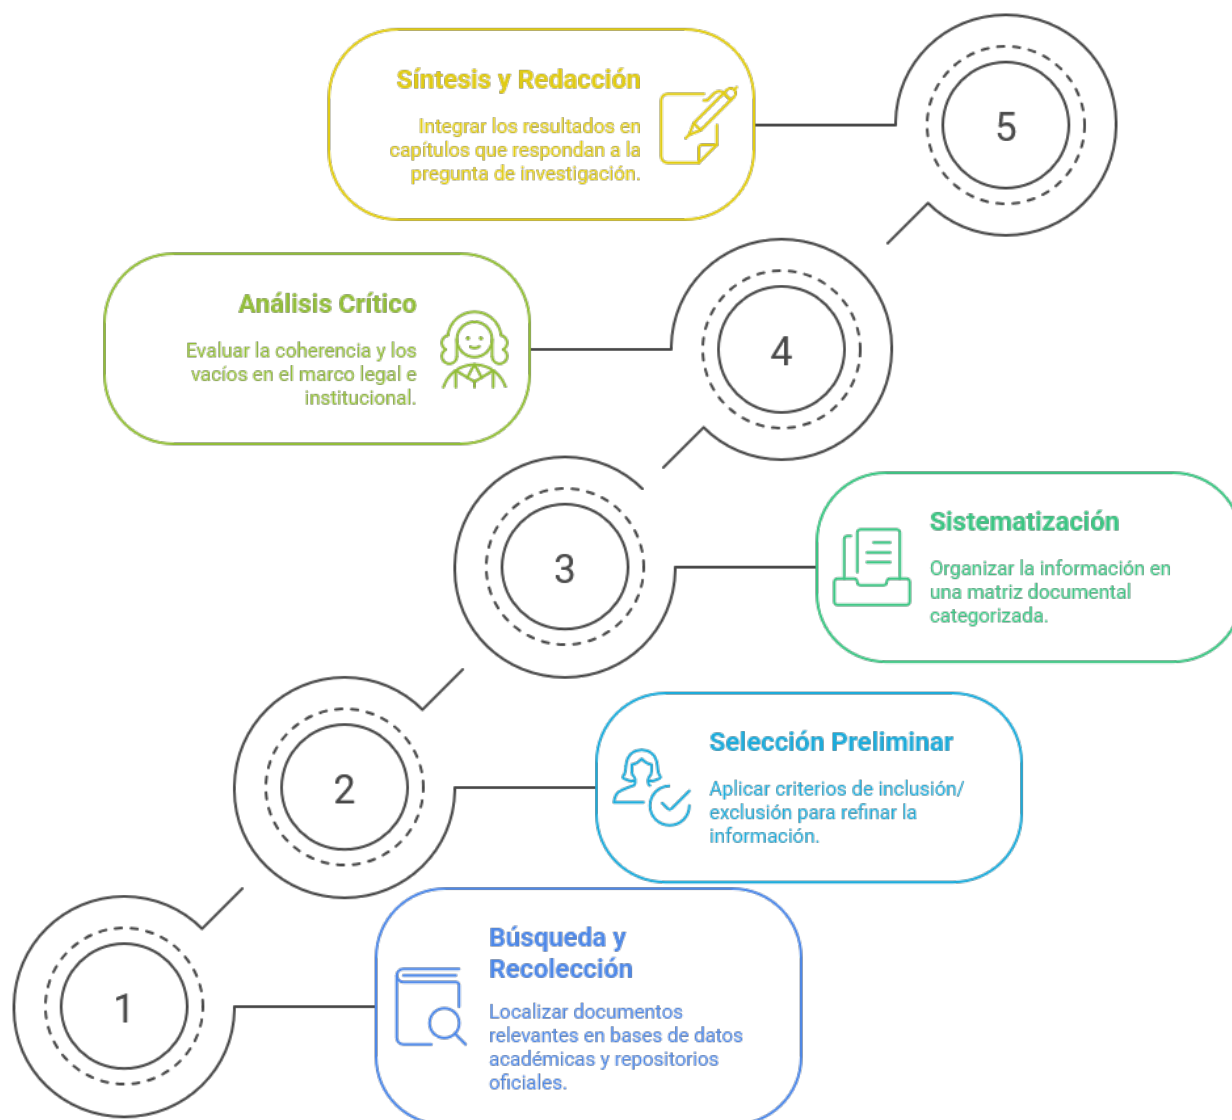 Síntesis y Redacción
Integrar los resultados en
capítulos que respondan a la
pregunta de investigación.
5
Análisis Crítico
Evaluar la coherencia y los
vacíos en el marco legal e
institucional.
4
3
Sistematización
Organizar la información en
una matriz documental
categorizada.
2
Selección Preliminar
Aplicar criterios de inclusión/
exclusión para refinar la
información.
1
Búsqueda y
Recolección
Localizar documentos
relevantes en bases de datos
académicas y repositorios
oficiales.